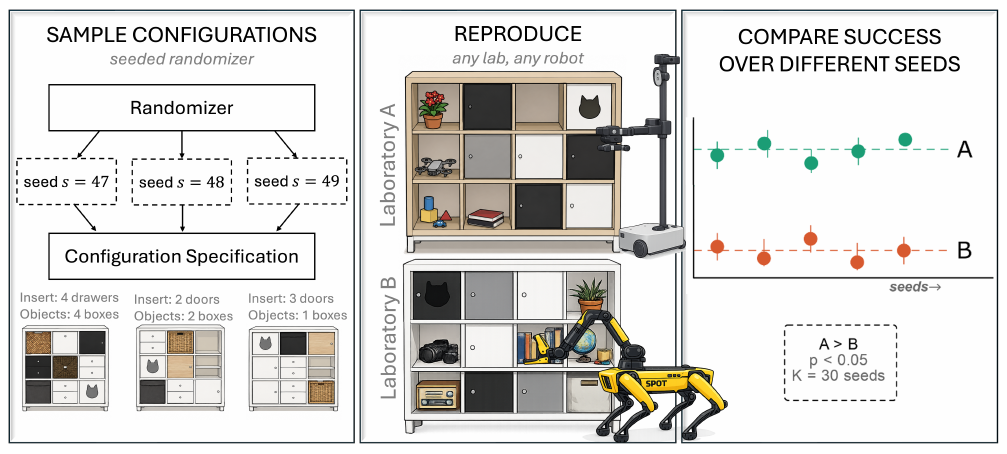 SAMPLE CONFIGURATIONS
seeded randomizer
Randomizer
seed s = 47
seed s = 48
seed s = 49
Configuration Specification
Insert: 4 drawers
Objects: 4 boxes
Insert: 2 doors
Objects: 2 boxes
Insert: 3 doors
Objects: 1 boxes
REPRODUCE
any lab, any robot
Laboratory A
Laboratory B
SPOT
COMPARE SUCCESS
OVER DIFFERENT SEEDS
A
B
seeds→
A > B
p < 0.05
K = 30 seeds